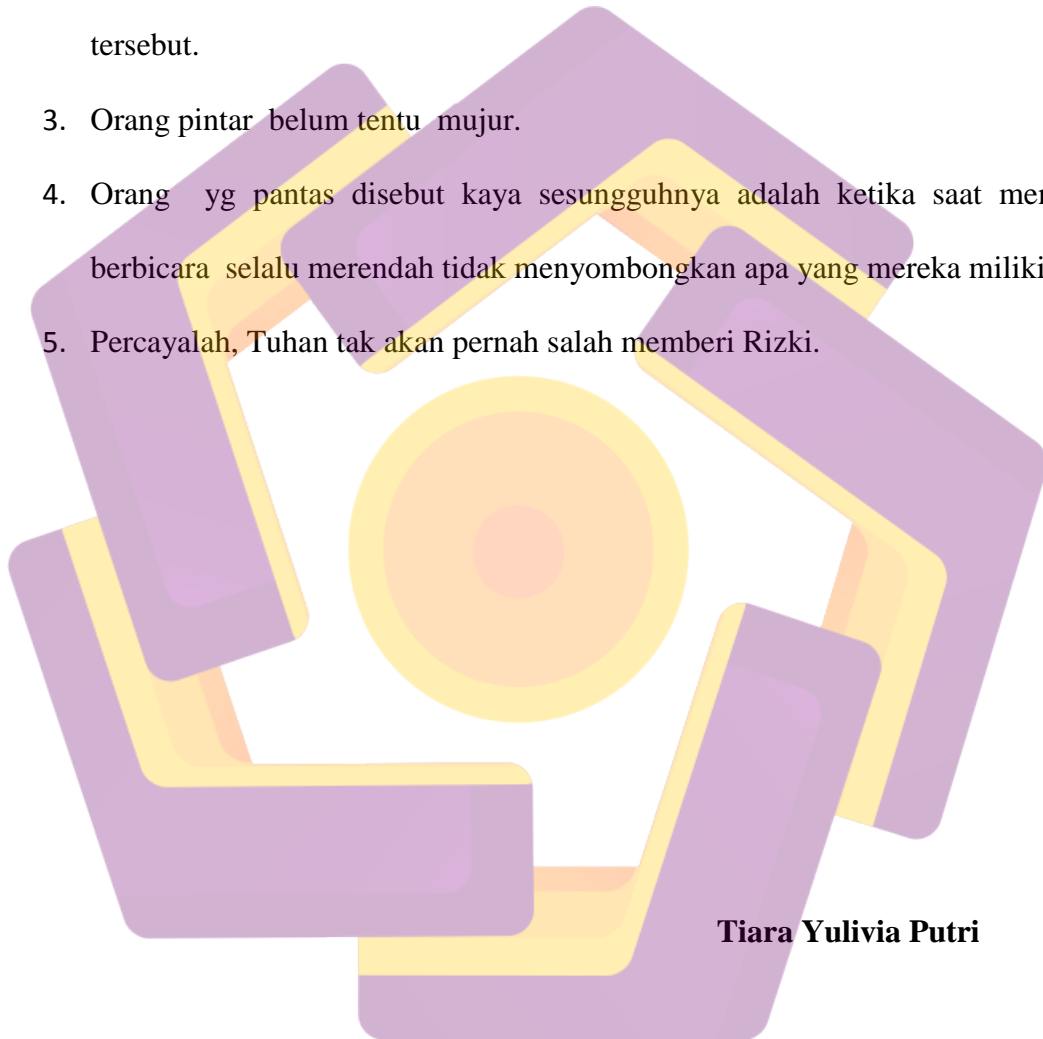 tersebut.
3. Orang pintar belum tentu mujur.
4. Orang yg pantas disebut kaya sesungguhnya adalah ketika saat
berbicara selalu merendah tidak menyombongkan apa yang mereka miliki
5. Percayalah, Tuhan tak akan pernah salah memberi Rizki.
Tiara Yulivia Putri